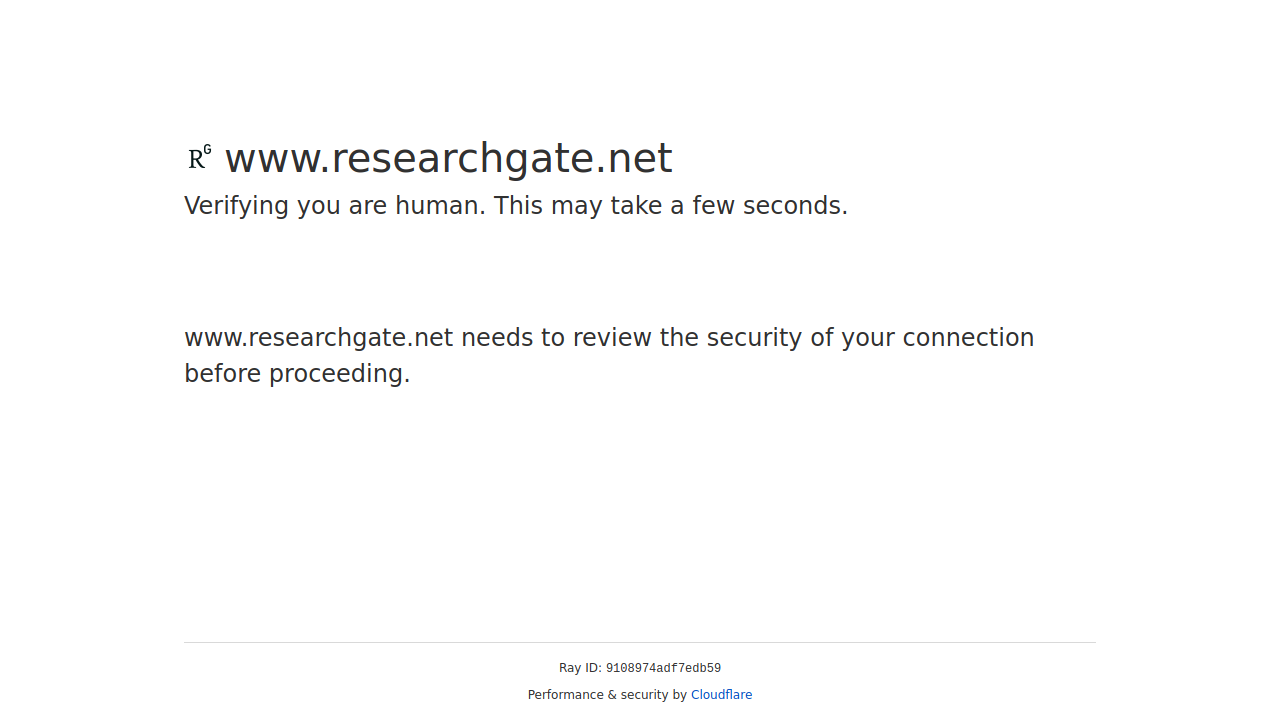 RG www.researchgate.net
Verifying you are human. This may take a few seconds.
www.researchgate.net needs to review the security of your connection
before proceeding.
Ray ID: 9108974adf7edb59
Performance & security by Cloudflare